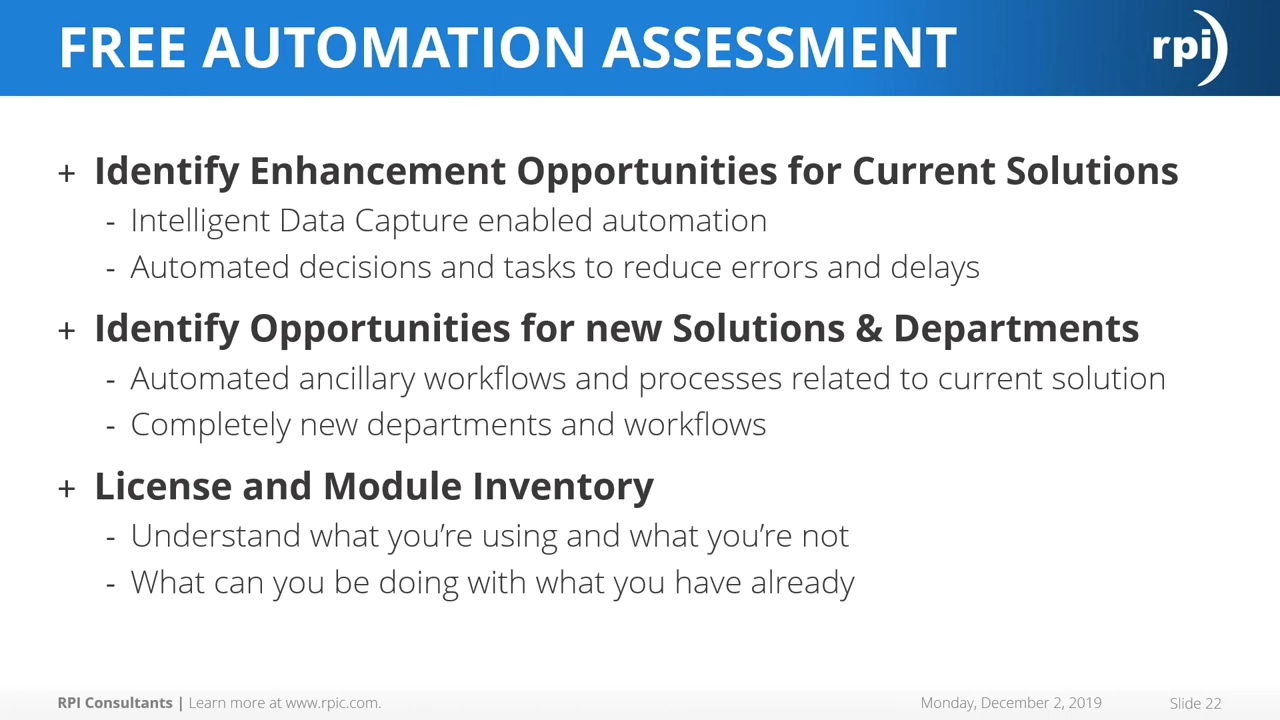 FREE AUTOMATION ASSESSMENT
rpi
+ Identify Enhancement Opportunities for Current Solutions
- Intelligent Data Capture enabled automation
- Automated decisions and tasks to reduce errors and delays
+ Identify Opportunities for new Solutions & Departments
- Automated ancillary workflows and processes related to current solution
- Completely new departments and workflows
+ License and Module Inventory
- Understand what you’re using and what you’re not
- What can you be doing with what you have already
RPI Consultants | Learn more at www.rpic.com. Monday, December 2, 2019 Slide 22